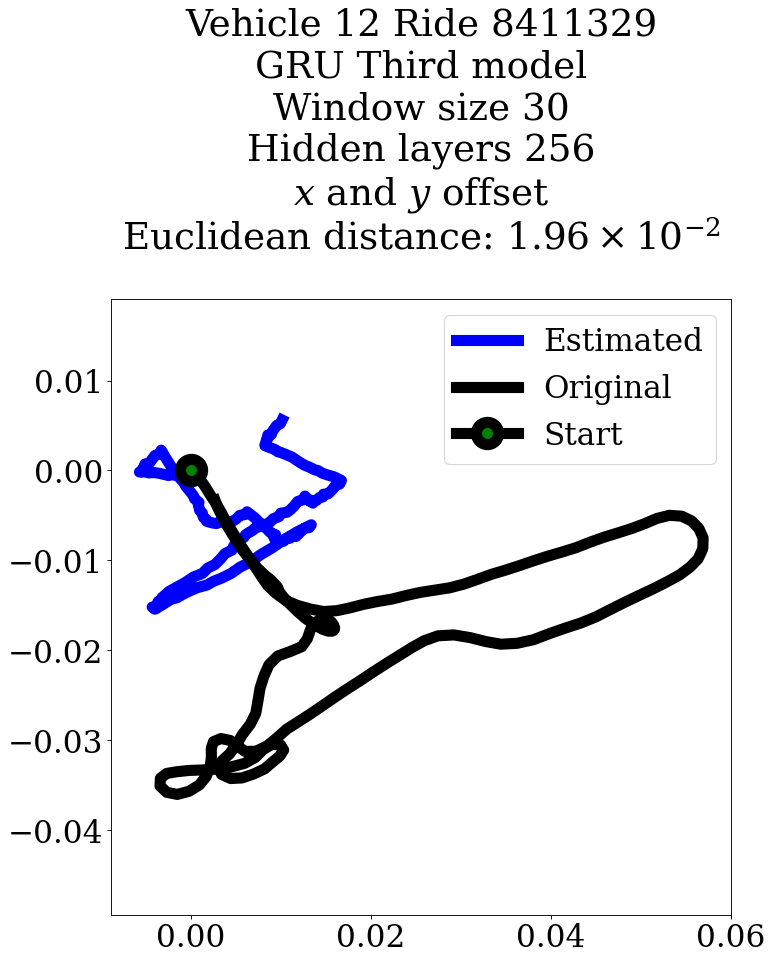 Vehicle 12 Ride 8411329
GRU Third model
Window size 30
Hidden layers 256
x and y offset
Euclidean distance: 1.96 × 10⁻²
Estimated
Original
Start
0.01
0.00
−0.01
−0.02
−0.03
−0.04
0.00 0.02 0.04 0.06